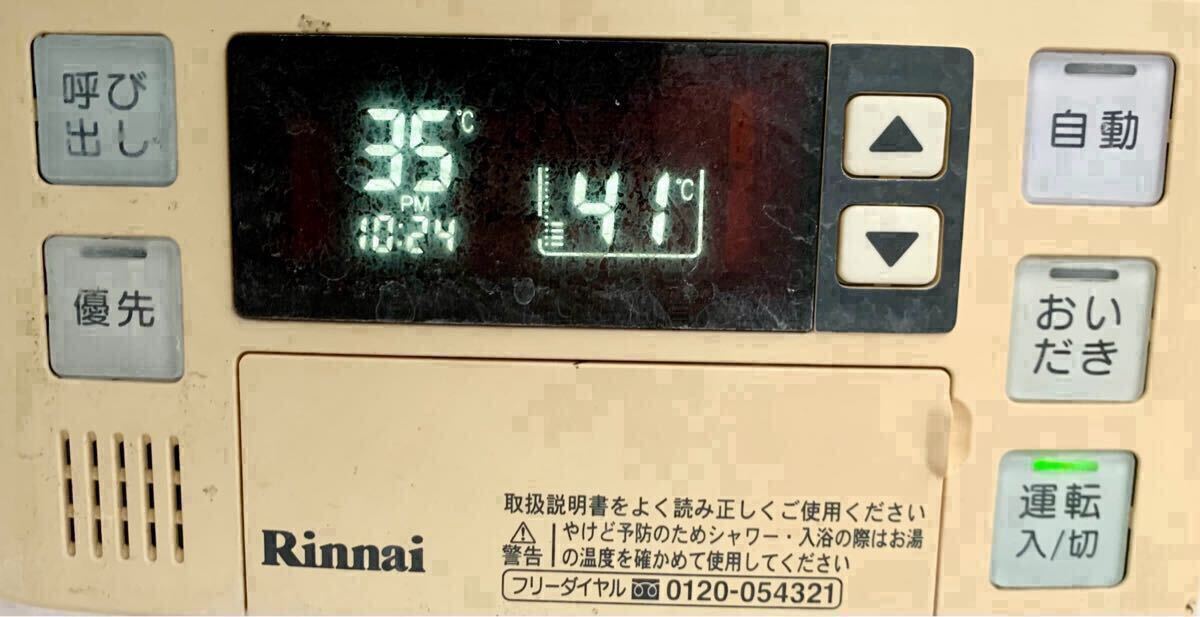 呼び
出し
優先
35℃
PM
10:24
41℃
▲
▼
自動
おい
だき
運転
入/切
取扱説明書をよく読み正しくご使用ください
⚠警告
やけど予防のためシャワー・入浴の際はお湯
の温度を確かめて使用してください
フリーダイヤル 0120-054321
Rinnai